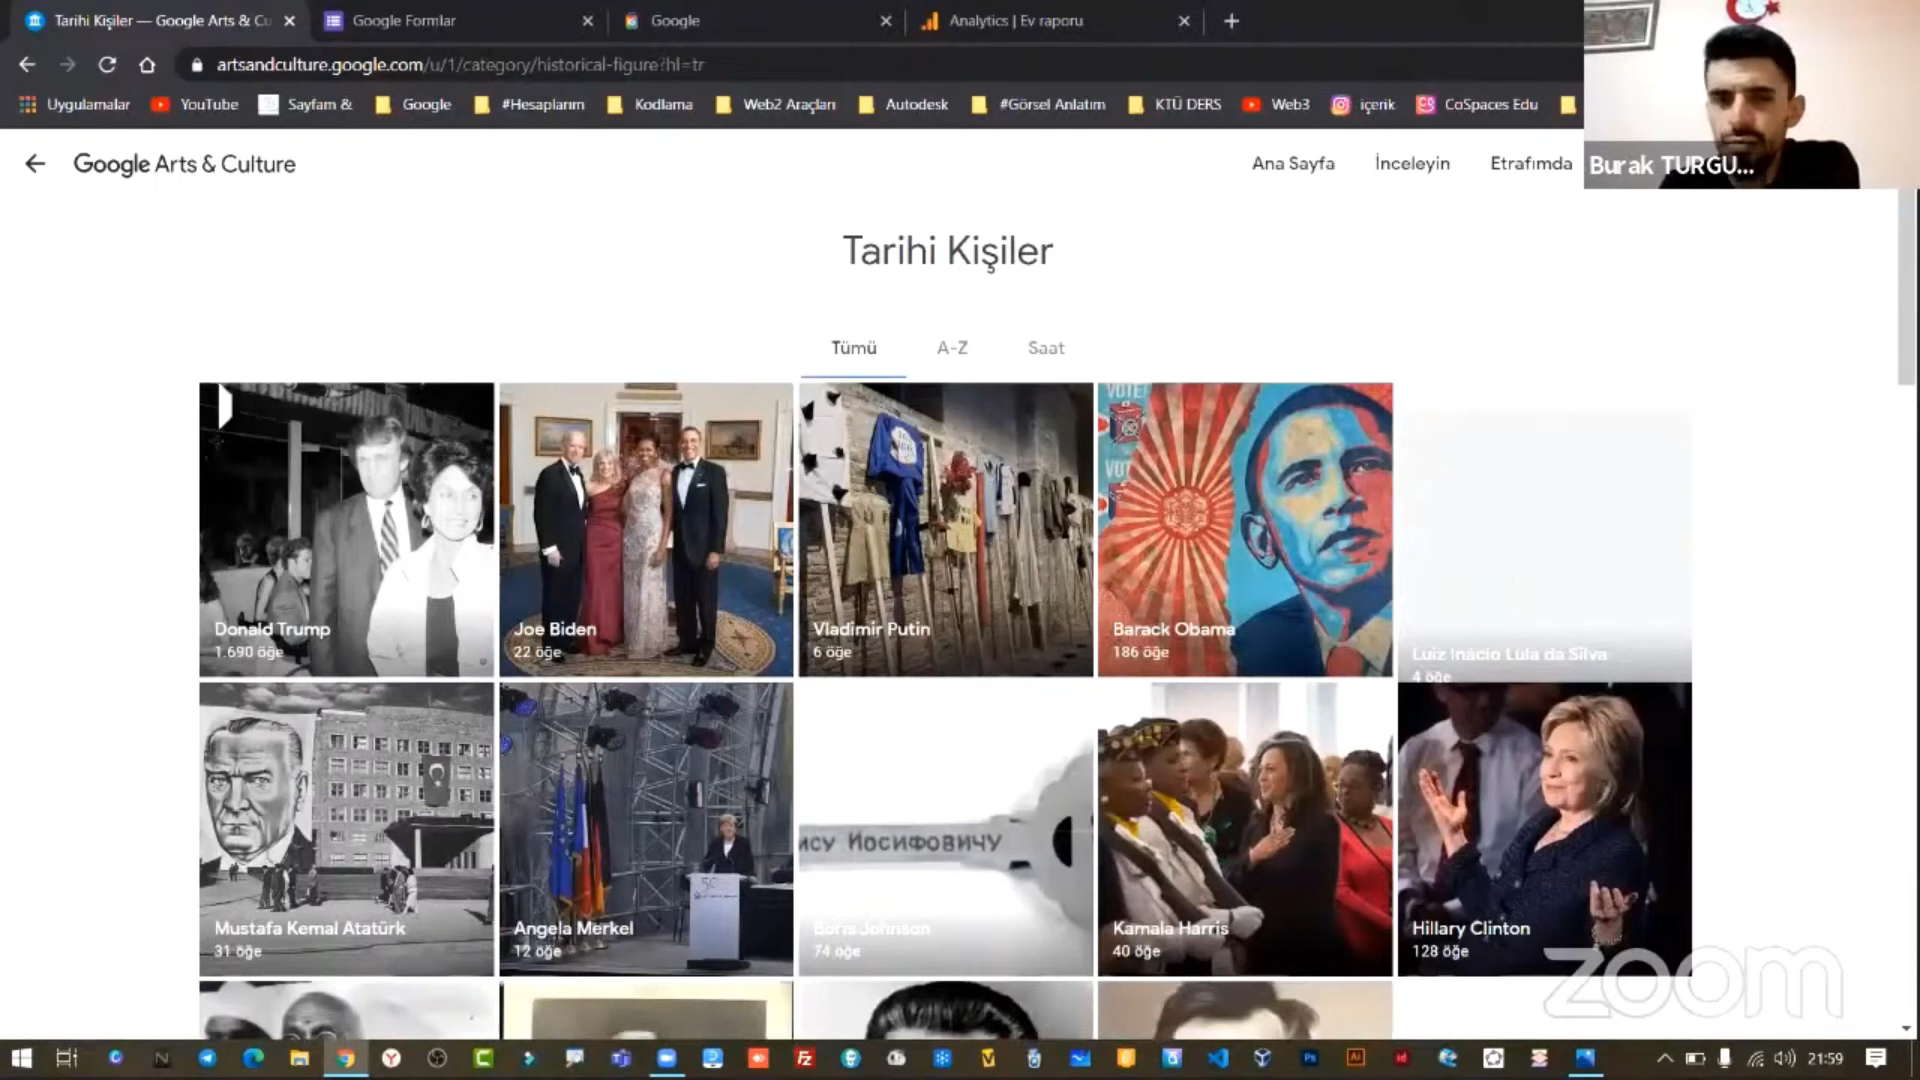 Tarihi Kişiler — Google Arts & Cu
Google Formlar
Google
Analytics | Ev raporu
artsandculture.google.com/u/1/category/historical-figure?hl=tr
Uygulamalar
YouTube
Sayfam &
Google
#Hesaplarım
Kodlama
Web2 Araçları
Autodesk
#Görsel Anlatım
KTÜ DERS
Web3
içerik
CoSpaces Edu
Burak TURGU...
Google Arts & Culture
Ana Sayfa
İnceleyin
Etrafımda
Tarihi Kişiler
Tümü
A-Z
Saat
VOTE!
VOT
Donald Trump
1.690 öğe
Joe Biden
22 öğe
Vladimir Putin
6 öğe
Barack Obama
186 öğe
Luiz Inácio Lula da Silva
4 öğe
ИСУ ИОСИФОВИЧУ
Mustafa Kemal Atatürk
31 öğe
Angela Merkel
12 öğe
Boris Johnson
74 öğe
Kamala Harris
40 öğe
Hillary Clinton
128 öğe
zoom
21:59